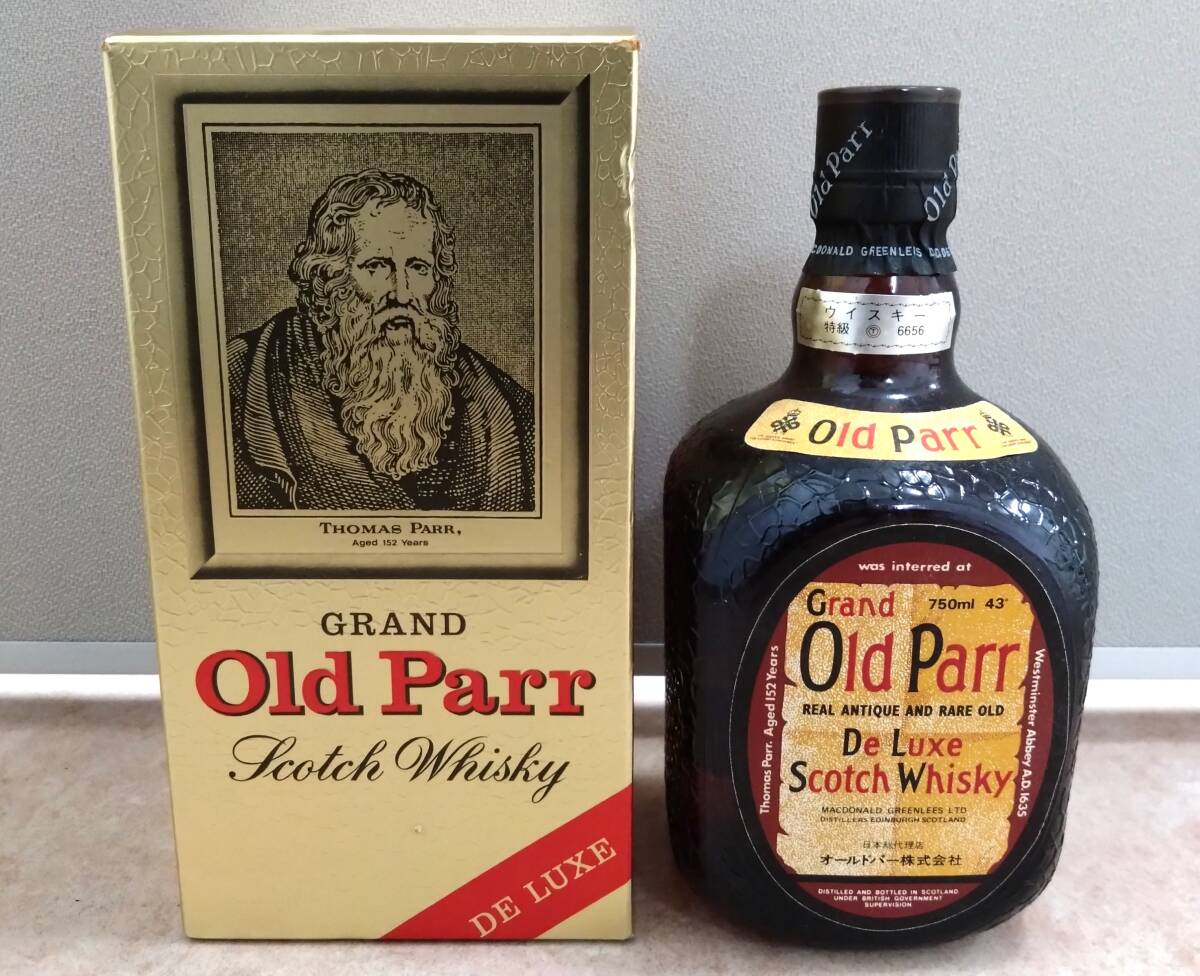 THOMAS PARR,
Aged 152 Years
GRAND
Old Parr
Scotch Whisky
DE LUXE
Old Parr
Old Parr
MACDONALD GREENLEES
ウイスキー
特級 〒 6656
Old Parr
was interred at
Thomas Parr. Aged 152 Years
Westminster Abbey A.D. 1635
Grand 750ml 43°
Old Parr
REAL ANTIQUE AND RARE OLD
De Luxe
Scotch Whisky
MACDONALD GREENLEES LTD
DISTILLERS EDINBURGH SCOTLAND
日本総代理店
オールドパー株式会社
DISTILLED AND BOTTLED IN SCOTLAND
UNDER BRITISH GOVERNMENT
SUPERVISION